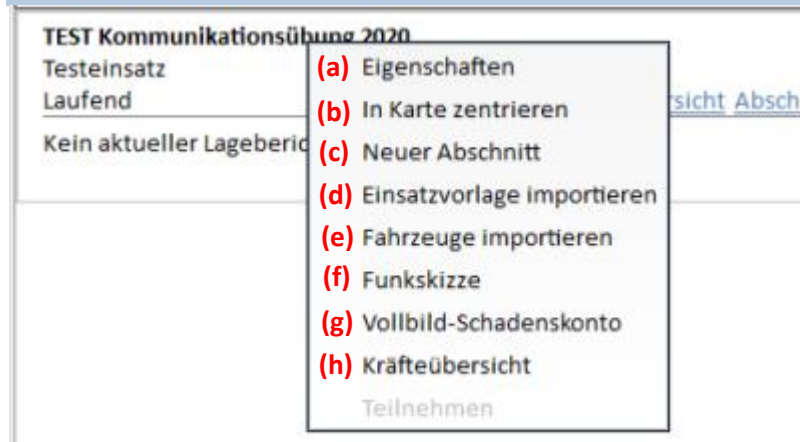 TEST Kommunikationsübung 2020
Testeinsatz
Laufend
sicht Absch
Kein aktueller Lageberic
(a) Eigenschaften
(b) In Karte zentrieren
(c) Neuer Abschnitt
(d) Einsatzvorlage importieren
(e) Fahrzeuge importieren
(f) Funkskizze
(g) Vollbild-Schadenskonto
(h) Kräfteübersicht
Teilnehmen